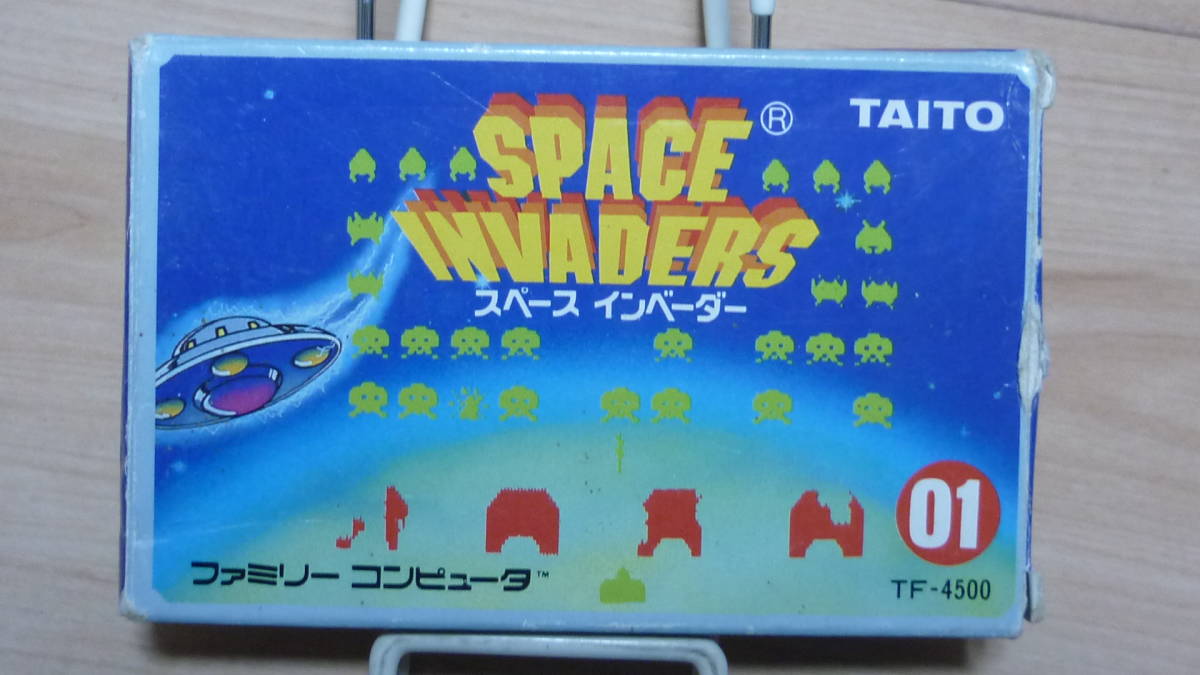 TAITO
SPACE ®
INVADERS
スペース インベーダー
01
ファミリー コンピュータ™
TF-4500